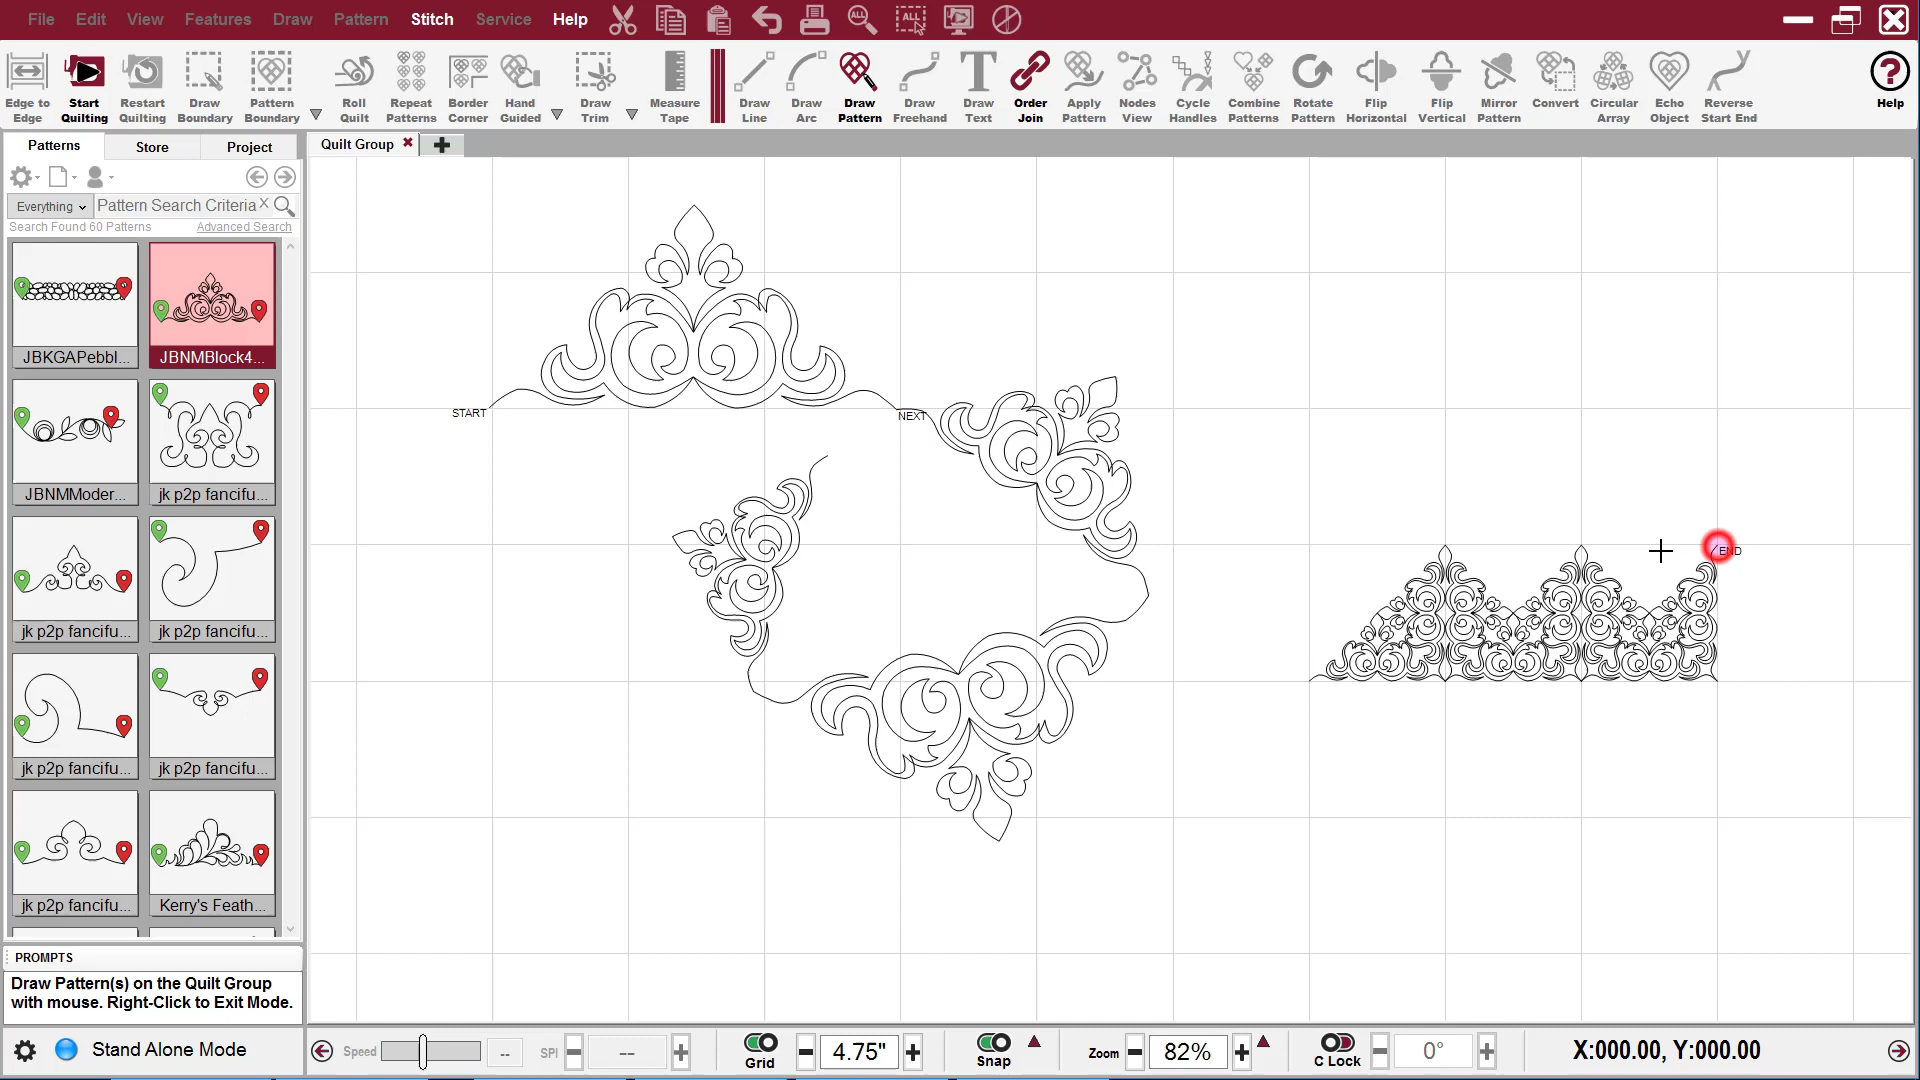 File Edit View Features Draw Pattern Stitch Service Help
ALL ALL
Edge to Edge
Start Quilting
Restart Quilting
Draw Boundary
Pattern Boundary
Roll Quilt
Repeat Patterns
Border Corner
Hand Guided
Draw Trim
Measure Tape
Draw Line
Draw Arc
Draw Pattern
Draw Freehand
Draw Text
Order Join
Apply Pattern
Nodes View
Cycle Handles
Combine Patterns
Rotate Pattern
Flip Horizontal
Flip Vertical
Mirror Pattern
Convert
Circular Array
Echo Object
Reverse Start End
Help
Patterns Store Project
Quilt Group
Everything Pattern Search Criteria X
Search Found 60 Patterns Advanced Search
JBKGAPebbl... JBNMBlock4...
JBNMModer... jk p2p fancifu...
jk p2p fancifu... jk p2p fancifu...
jk p2p fancifu... jk p2p fancifu...
jk p2p fancifu... Kerry's Feath...
START
NEXT
END
PROMPTS
Draw Pattern(s) on the Quilt Group
with mouse. Right-Click to Exit Mode.
Stand Alone Mode
Speed -- SPI --
Grid 4.75"
Snap
Zoom 82%
C Lock 0°
X:000.00, Y:000.00